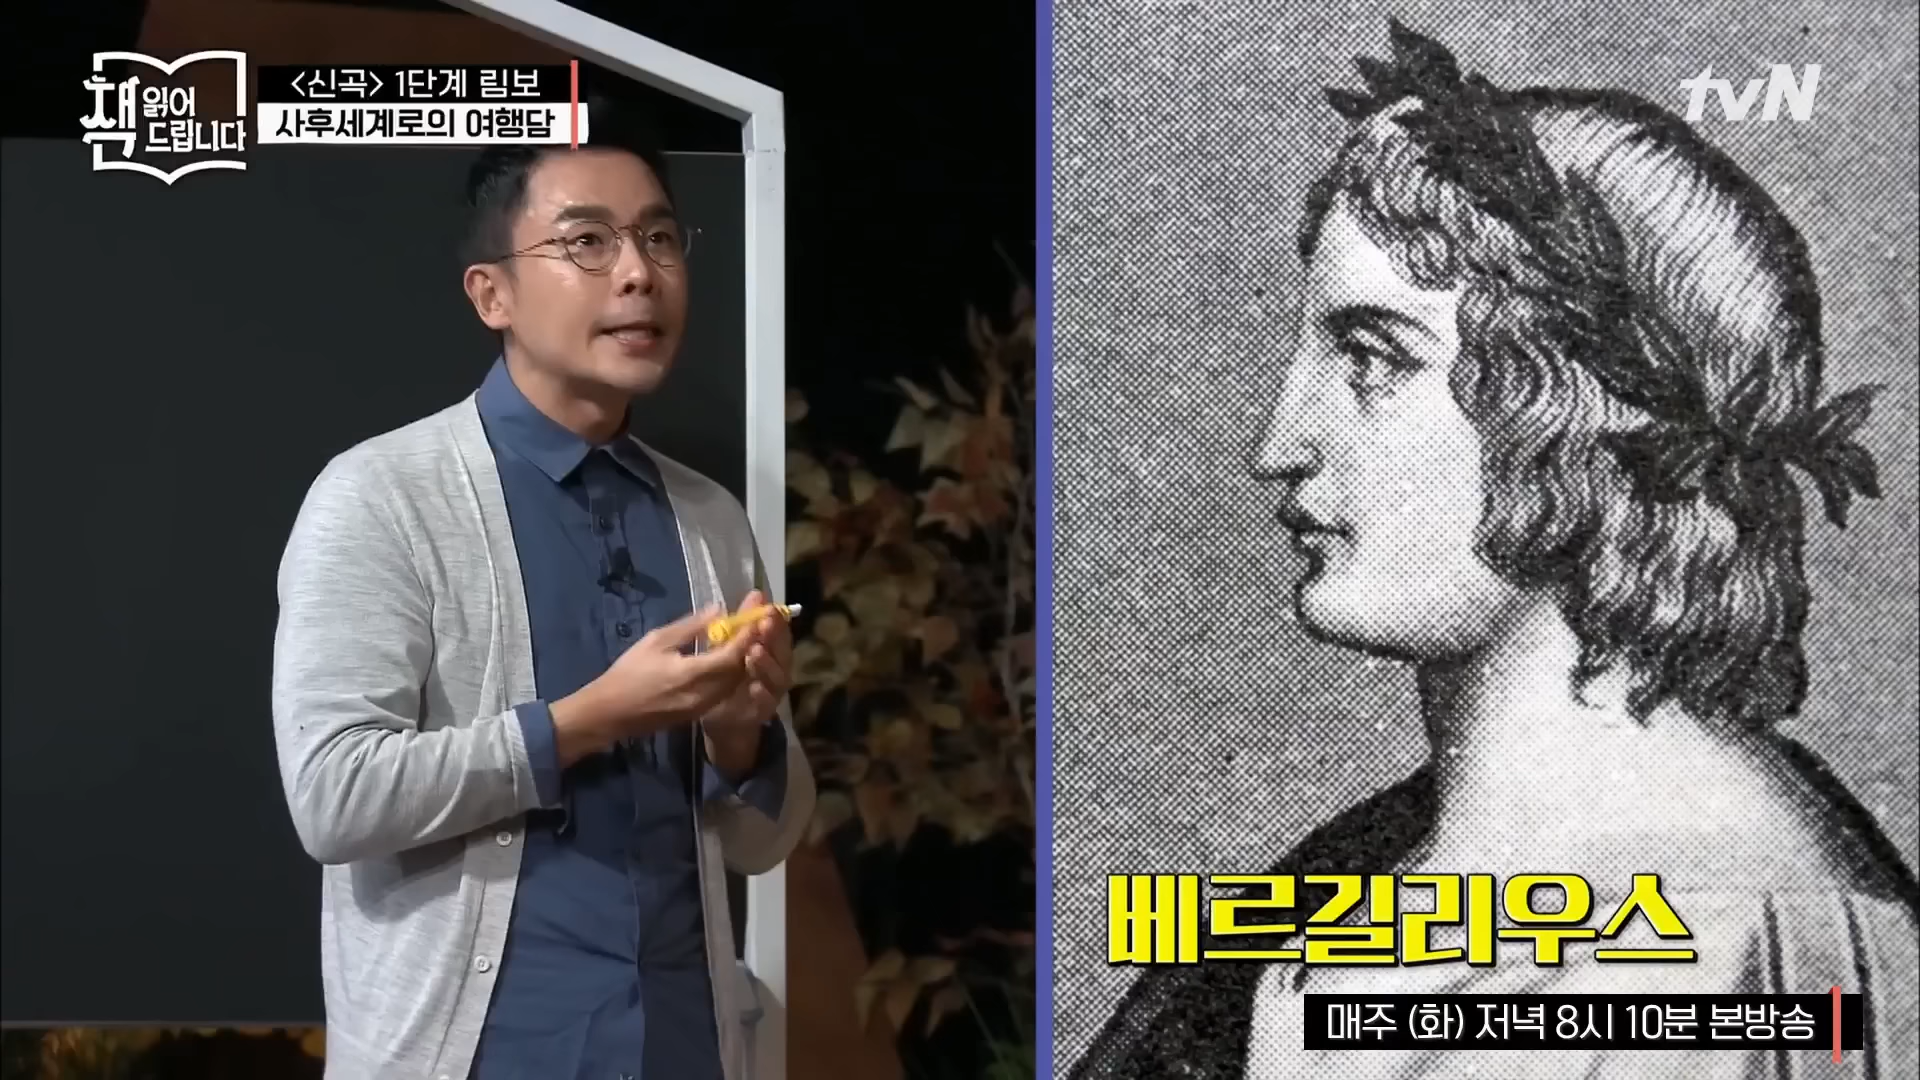 책 읽어
드립니다
<신곡> 1단계 림보
사후세계로의 여행담
tvN
베르길리우스
매주 (화) 저녁 8시 10분 본방송